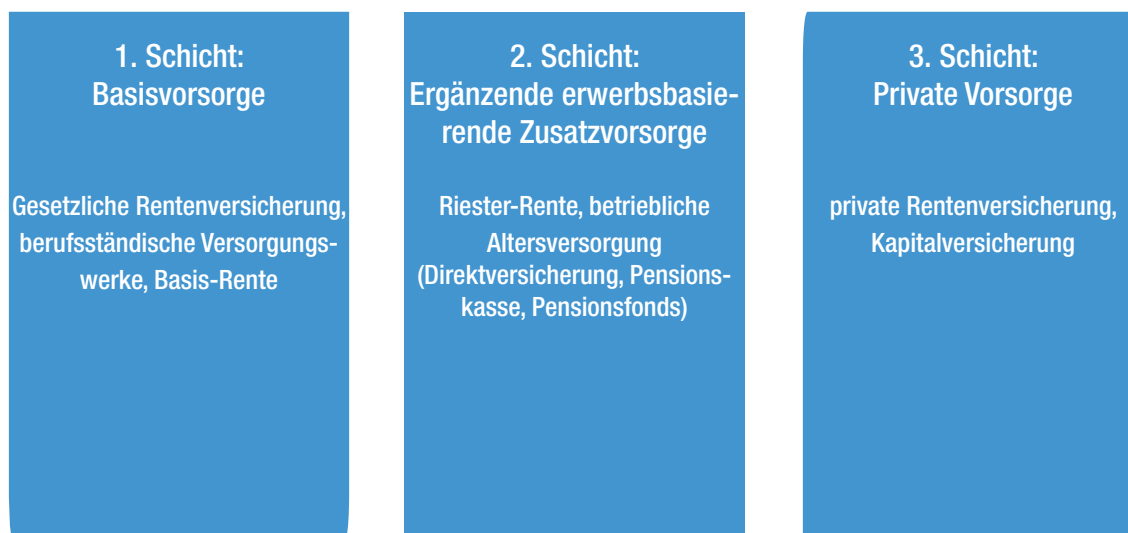 1. Schicht:
Basisvorsorge
Gesetzliche Rentenversicherung,
berufsständische Versorgungs-
werke, Basis-Rente
2. Schicht:
Ergänzende erwerbsbasie-
rende Zusatzvorsorge
Riester-Rente, betriebliche
Altersversorgung
(Direktversicherung, Pensions-
kasse, Pensionsfonds)
3. Schicht:
Private Vorsorge
private Rentenversicherung,
Kapitalversicherung